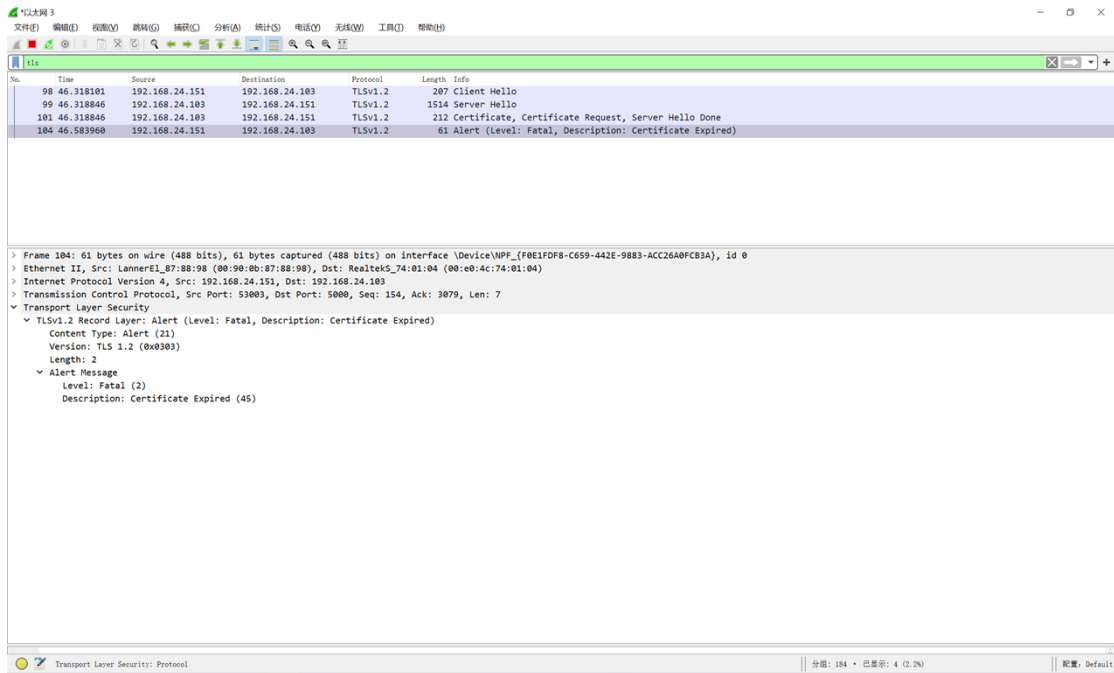 *以太网 3
文件(F) 编辑(E) 视图(V) 跳转(G) 捕获(C) 分析(A) 统计(S) 电话(Y) 无线(W) 工具(T) 帮助(H)
tls
No. Time Source Destination Protocol Length Info
98 46.318101 192.168.24.151 192.168.24.103 TLSv1.2 207 Client Hello
99 46.318846 192.168.24.103 192.168.24.151 TLSv1.2 1514 Server Hello
101 46.318846 192.168.24.103 192.168.24.151 TLSv1.2 212 Certificate, Certificate Request, Server Hello Done
104 46.583960 192.168.24.151 192.168.24.103 TLSv1.2 61 Alert (Level: Fatal, Description: Certificate Expired)
Frame 104: 61 bytes on wire (488 bits), 61 bytes captured (488 bits) on interface \Device\NPF_{F0E1FDF8-C659-442E-9883-ACC26A0FCB3A}, id 0
Ethernet II, Src: LannerEl_87:88:98 (00:90:0b:87:88:98), Dst: RealtekS_74:01:04 (00:e0:4c:74:01:04)
Internet Protocol Version 4, Src: 192.168.24.151, Dst: 192.168.24.103
Transmission Control Protocol, Src Port: 53003, Dst Port: 5000, Seq: 154, Ack: 3079, Len: 7
Transport Layer Security
TLSv1.2 Record Layer: Alert (Level: Fatal, Description: Certificate Expired)
Content Type: Alert (21)
Version: TLS 1.2 (0x0303)
Length: 2
Alert Message
Level: Fatal (2)
Description: Certificate Expired (45)
Transport Layer Security: Protocol 分组: 184 · 已显示: 4 (2.2%) 配置: Default